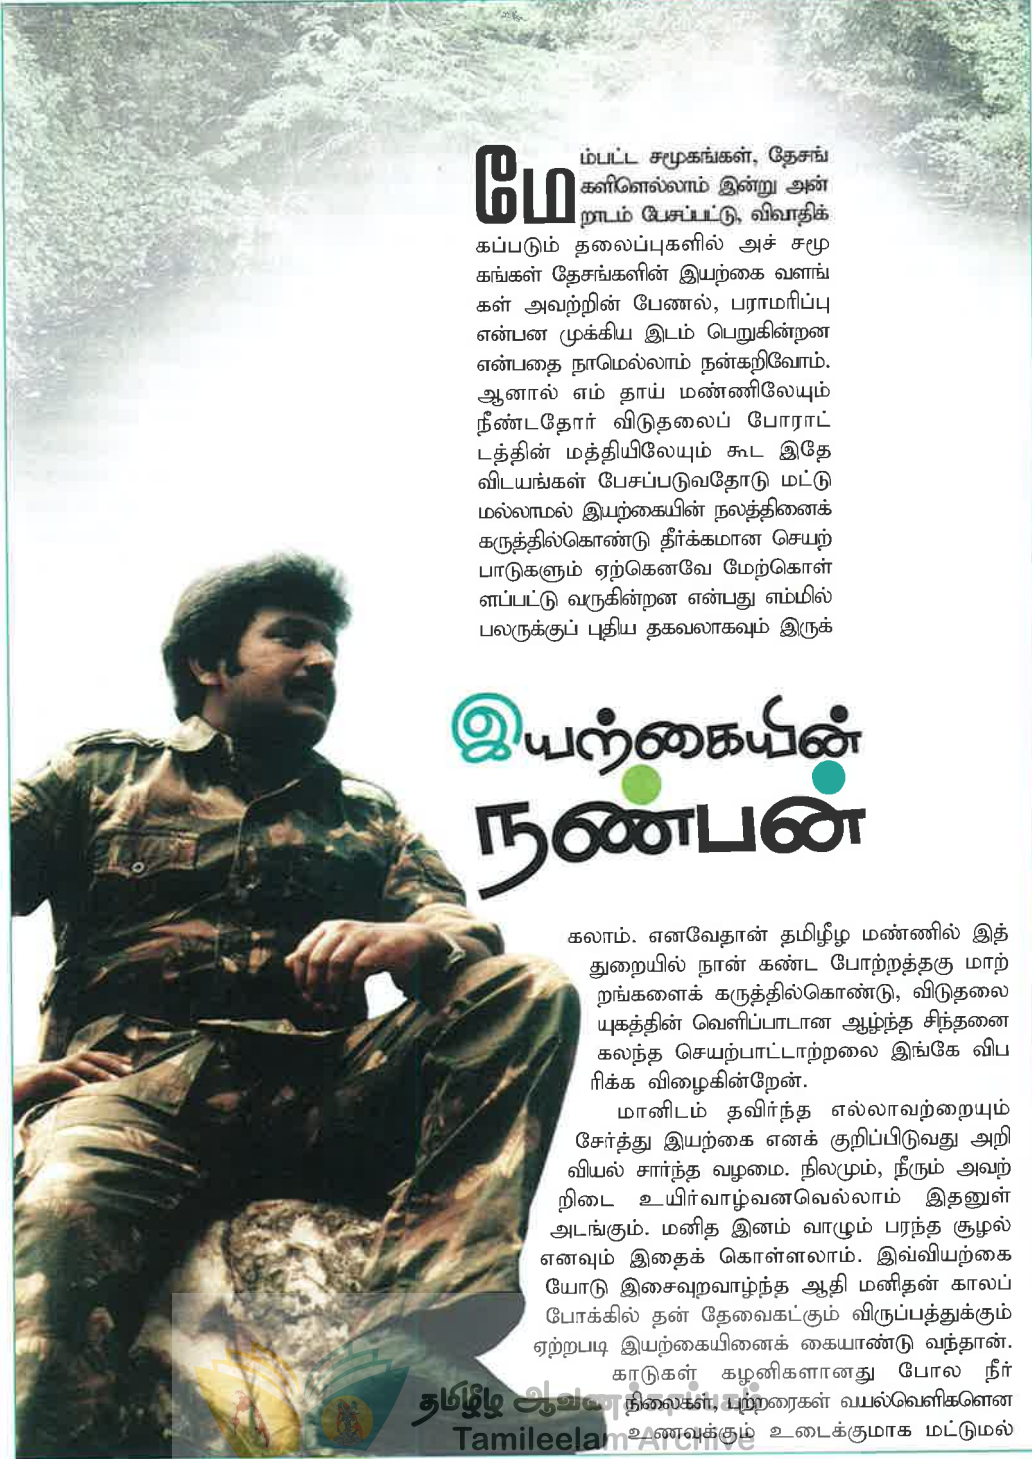 மேம்பட்ட சமூகங்கள், தேசங்
களிளெல்லாம் இன்று அன்
றாடம் பேசப்பட்டு, விவாதிக்
கப்படும் தலைப்புகளில் அச் சமூ
கங்கள் தேசங்களின் இயற்கை வளங்
கள் அவற்றின் பேணல், பராமரிப்பு
என்பன முக்கிய இடம் பெறுகின்றன
என்பதை நாமெல்லாம் நன்கறிவோம்.
ஆனால் எம் தாய் மண்ணிலேயும்
நீண்டதோர் விடுதலைப் போராட்
டத்தின் மத்தியிலேயும் கூட இதே
விடயங்கள் பேசப்படுவதோடு மட்டு
மல்லாமல் இயற்கையின் நலத்தினைக்
கருத்தில்கொண்டு தீர்க்கமான செயற்
பாடுகளும் ஏற்கெனவே மேற்கொள்
ளப்பட்டு வருகின்றன என்பது எம்மில்
பலருக்குப் புதிய தகவலாகவும் இருக்
இயற்கையின்
நண்பன்
கலாம். எனவேதான் தமிழீழ மண்ணில் இத்
துறையில் நான் கண்ட போற்றத்தகு மாற்
றங்களைக் கருத்தில்கொண்டு, விடுதலை
யுகத்தின் வெளிப்பாடான ஆழ்ந்த சிந்தனை
கலந்த செயற்பாட்டாற்றலை இங்கே விப
ரிக்க விழைகின்றேன்.
மானிடம் தவிர்ந்த எல்லாவற்றையும்
சேர்த்து இயற்கை எனக் குறிப்பிடுவது அறி
வியல் சார்ந்த வழமை. நிலமும், நீரும் அவற்
றிடை உயிர்வாழ்வனவெல்லாம் இதனுள்
அடங்கும். மனித இனம் வாழும் பரந்த சூழல்
எனவும் இதைக் கொள்ளலாம். இவ்வியற்கை
யோடு இசைவுறவாழ்ந்த ஆதி மனிதன் காலப்
போக்கில் தன் தேவைகட்கும் விருப்பத்துக்கும்
ஏற்றபடி இயற்கையினைக் கையாண்டு வந்தான்.
காடுகள் கழனிகளானது போல நீர்
நிலைகள், புற்றரைகள் வயல்வெளிகளென
உணவுக்கும் உடைக்குமாக மட்டுமல்
தமிழீழ ஆவணக்காப்பகம்
Tamileelam Archive